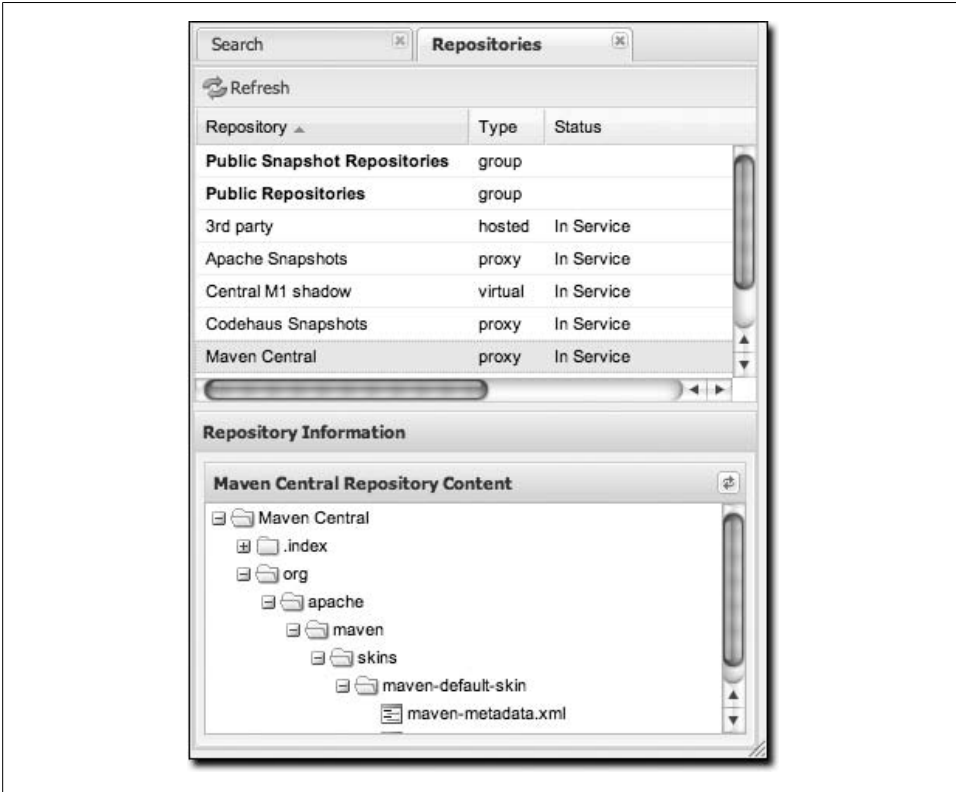 Search Repositories
Refresh
Repository Type Status
Public Snapshot Repositories group
Public Repositories group
3rd party hosted In Service
Apache Snapshots proxy In Service
Central M1 shadow virtual In Service
Codehaus Snapshots proxy In Service
Maven Central proxy In Service
Repository Information
Maven Central Repository Content
Maven Central
.index
org
apache
maven
skins
maven-default-skin
maven-metadata.xml